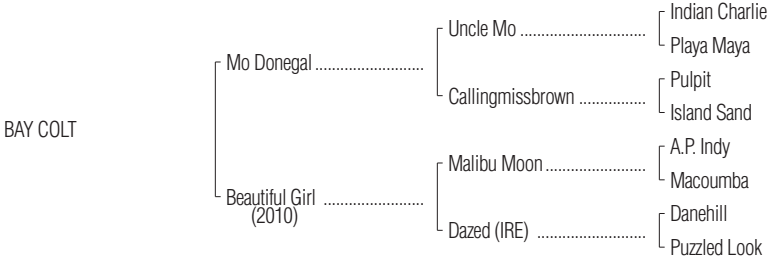 Indian Charlie
Uncle Mo ..............................
Playa Maya
Mo Donegal ..........................
Pulpit
Callingmissbrown ................
Island Sand
BAY COLT
A.P. Indy
Malibu Moon ........................
Macoumba
Beautiful Girl ........................
(2010)
Danehill
Dazed (IRE) ..........................
Puzzled Look